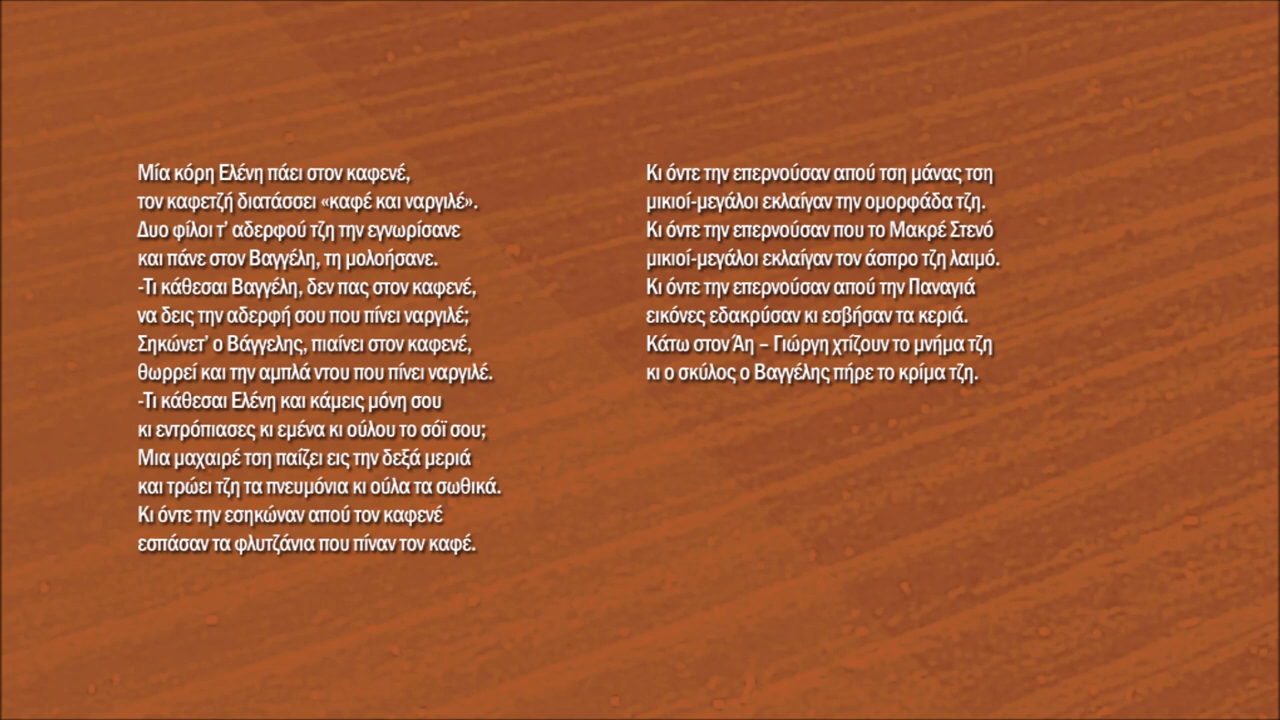 Μία κόρη Ελένη πάει στον καφενέ,
τον καφετζή διατάσσει «καφέ και ναργιλέ».
Δυο φίλοι τ' αδερφού τζη την εγνωρίσανε
και πάνε στον Βαγγέλη, τη μολοήσανε.
-Τι κάθεσαι Βαγγέλη, δεν πας στον καφενέ,
να δεις την αδερφή σου που πίνει ναργιλέ;
Σηκώνετ' ο Βάγγελης, πιαίνει στον καφενέ,
θωρρεί και την αμπλά ντου που πίνει ναργιλέ.
-Τι κάθεσαι Ελένη και κάμεις μόνη σου
κι εντρόπιασες κι εμένα κι ούλου το σόϊ σου;
Μια μαχαιρέ τση παίζει εις την δεξά μεριά
και τρώει τζη τα πνευμόνια κι ούλα τα σωθικά.
Κι όντε την εσηκώναν απού τον καφενέ
εσπάσαν τα φλυτζάνια που πίναν τον καφέ.
Κι όντε την επερνούσαν απού τση μάνας τση
μικιοί-μεγάλοι εκλαίγαν την ομορφάδα τζη.
Κι όντε την επερνούσαν που το Μακρέ Στενό
μικιοί-μεγάλοι εκλαίγαν τον άσπρο τζη λαιμό.
Κι όντε την επερνούσαν απού την Παναγιά
εικόνες εδακρύσαν κι εσβήσαν τα κεριά.
Κάτω στον Άη – Γιώργη χτίζουν το μνήμα τζη
κι ο σκύλος ο Βαγγέλης πήρε το κρίμα τζη.